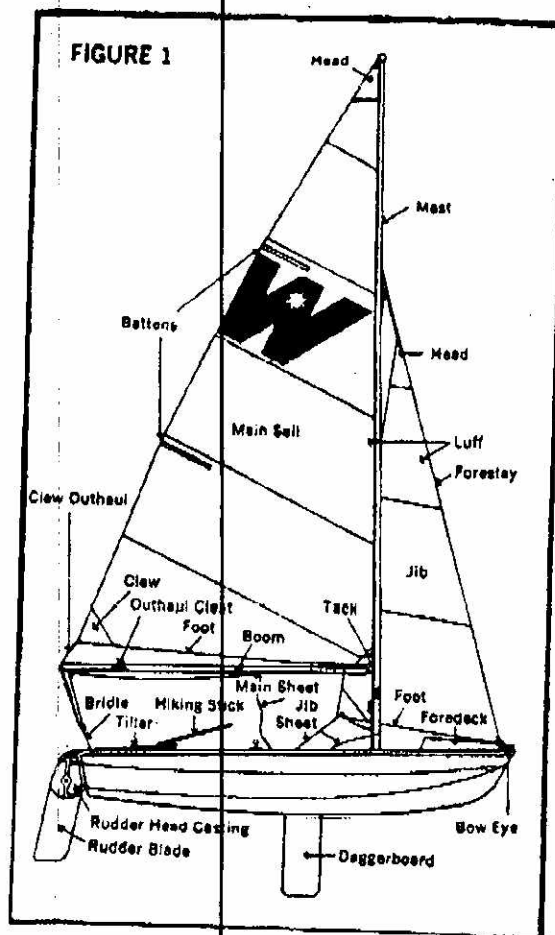 FIGURE 1
Head
Mast
Battens
Head
Main Sail
Luff
Forestay
Clew Outhaul
Jib
Clew
Outhaul Cleat
Tack
Foot
Boom
Main Sheet
Bridle
Hiking Stick
Jib
Sheet
Foot
Tiller
Foredeck
Rudder Head Casting
Bow Eye
Rudder Blade
Daggerboard
W